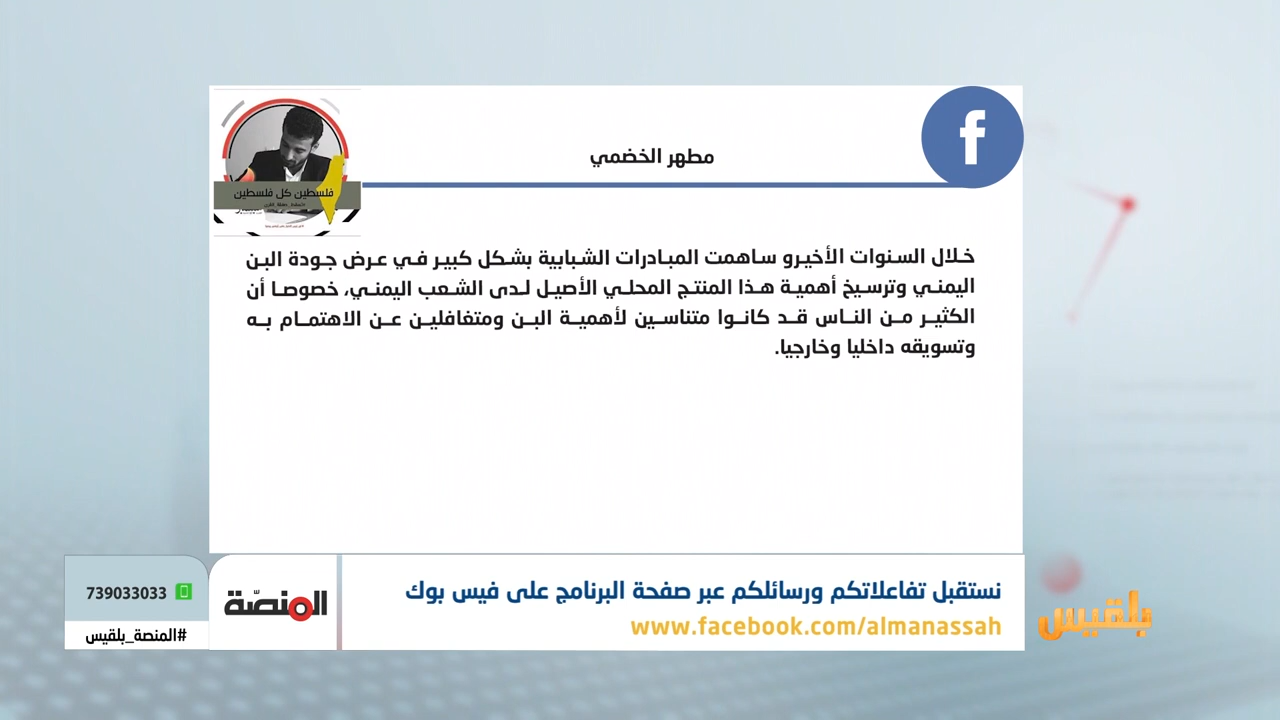 مطهر الخضمي
فلسطين كل فلسطين
خلال السنوات الأخيرو ساهمت المبادرات الشبابية بشكل كبير في عرض جودة البن
اليمني وترسيخ أهمية هذا المنتج المحلي الأصيل لدى الشعب اليمني، خصوصا أن
الكثير من الناس قد كانوا متناسين لأهمية البن ومتغافلين عن الاهتمام به
وتسويقه داخليا وخارجيا.
نستقبل تفاعلاتكم ورسائلكم عبر صفحة البرنامج على فيس بوك
www.facebook.com/almanassah
المنصّة
739033033
#المنصة_بلقيس
بلقيس